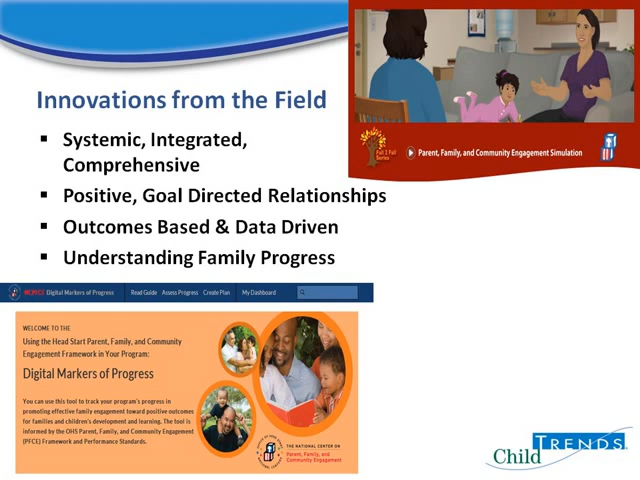 Innovations from the Field
▪ Systemic, Integrated,
Comprehensive
▪ Positive, Goal Directed Relationships
▪ Outcomes Based & Data Driven
▪ Understanding Family Progress
Fall 2 Fall
Series
Parent, Family, and Community Engagement Simulation
Digital Markers of Progress
Read Guide Assess Progress Create Plan My Dashboard
WELCOME TO THE
Using the Head Start Parent, Family, and Community
Engagement Framework in Your Program:
Digital Markers of Progress
You can use this tool to track your program's progress in
promoting effective family engagement toward positive outcomes
for families and children's development and learning. The tool is
informed by the OHS Parent, Family, and Community Engagement
(PFCE) Framework and Performance Standards.
THE NATIONAL CENTER ON
Parent, Family, and
Community Engagement
Child TRENDS